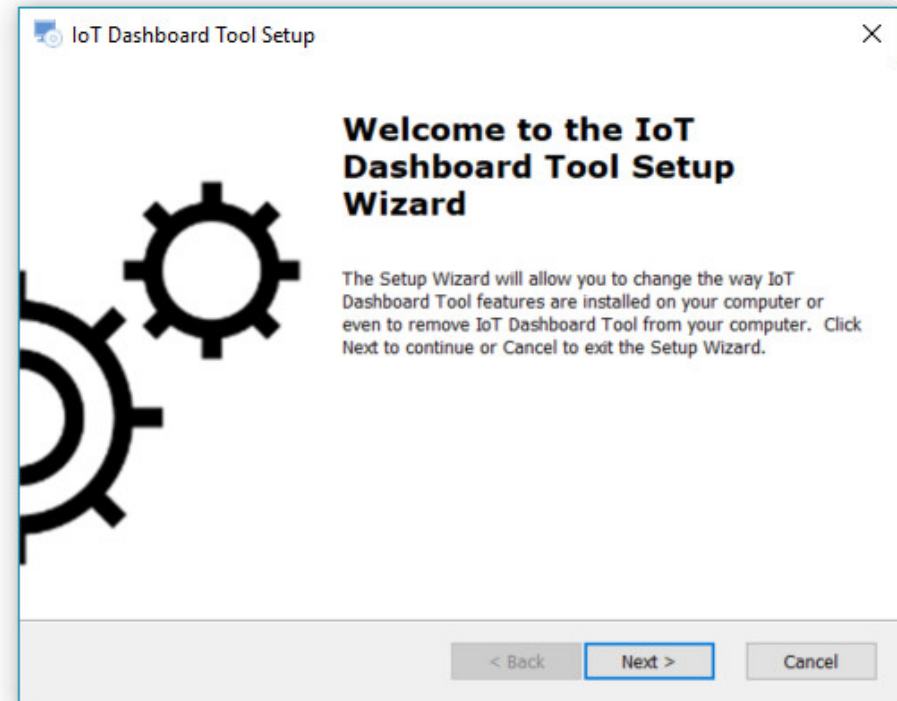 IoT Dashboard Tool Setup
Welcome to the IoT
Dashboard Tool Setup
Wizard
The Setup Wizard will allow you to change the way IoT
Dashboard Tool features are installed on your computer or
even to remove IoT Dashboard Tool from your computer.  Click
Next to continue or Cancel to exit the Setup Wizard.
< Back Next > Cancel